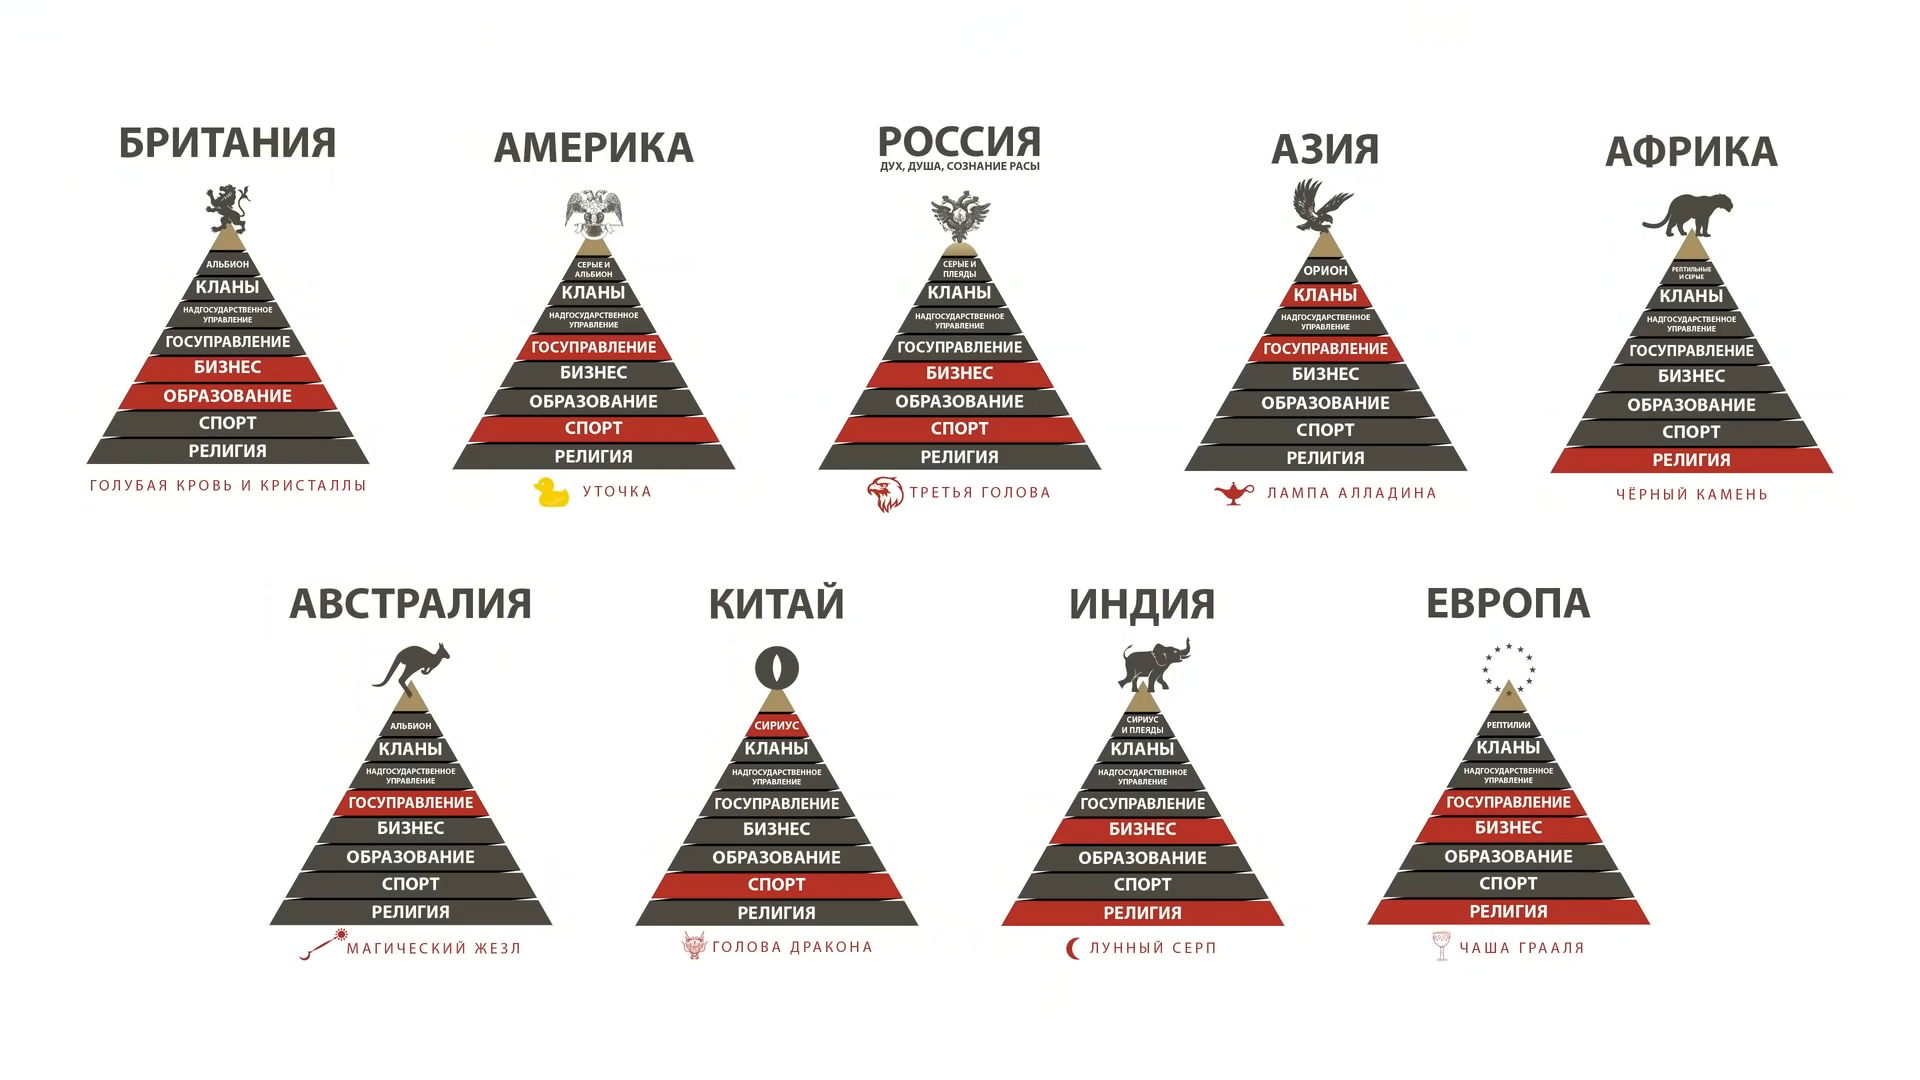 БРИТАНИЯ
АЛЬБИОН
КЛАНЫ
НАДГОСУДАРСТВЕННОЕ
УПРАВЛЕНИЕ
ГОСУПРАВЛЕНИЕ
БИЗНЕС
ОБРАЗОВАНИЕ
СПОРТ
РЕЛИГИЯ
ГОЛУБАЯ КРОВЬ И КРИСТАЛЛЫ
АМЕРИКА
СЕРЫЕ И
АЛЬБИОН
КЛАНЫ
НАДГОСУДАРСТВЕННОЕ
УПРАВЛЕНИЕ
ГОСУПРАВЛЕНИЕ
БИЗНЕС
ОБРАЗОВАНИЕ
СПОРТ
РЕЛИГИЯ
УТОЧКА
РОССИЯ
ДУХ, ДУША, СОЗНАНИЕ РАСЫ
СЕРЫЕ И
ПЛЕЯДЫ
КЛАНЫ
НАДГОСУДАРСТВЕННОЕ
УПРАВЛЕНИЕ
ГОСУПРАВЛЕНИЕ
БИЗНЕС
ОБРАЗОВАНИЕ
СПОРТ
РЕЛИГИЯ
ТРЕТЬЯ ГОЛОВА
АЗИЯ
ОРИОН
КЛАНЫ
НАДГОСУДАРСТВЕННОЕ
УПРАВЛЕНИЕ
ГОСУПРАВЛЕНИЕ
БИЗНЕС
ОБРАЗОВАНИЕ
СПОРТ
РЕЛИГИЯ
ЛАМПА АЛЛАДИНА
АФРИКА
РЕПТИЛЬНЫЕ
И СЕРЫЕ
КЛАНЫ
НАДГОСУДАРСТВЕННОЕ
УПРАВЛЕНИЕ
ГОСУПРАВЛЕНИЕ
БИЗНЕС
ОБРАЗОВАНИЕ
СПОРТ
РЕЛИГИЯ
ЧЁРНЫЙ КАМЕНЬ
АВСТРАЛИЯ
АЛЬБИОН
КЛАНЫ
НАДГОСУДАРСТВЕННОЕ
УПРАВЛЕНИЕ
ГОСУПРАВЛЕНИЕ
БИЗНЕС
ОБРАЗОВАНИЕ
СПОРТ
РЕЛИГИЯ
МАГИЧЕСКИЙ ЖЕЗЛ
КИТАЙ
СИРИУС
КЛАНЫ
НАДГОСУДАРСТВЕННОЕ
УПРАВЛЕНИЕ
ГОСУПРАВЛЕНИЕ
БИЗНЕС
ОБРАЗОВАНИЕ
СПОРТ
РЕЛИГИЯ
ГОЛОВА ДРАКОНА
ИНДИЯ
СИРИУС
И ПЛЕЯДЫ
КЛАНЫ
НАДГОСУДАРСТВЕННОЕ
УПРАВЛЕНИЕ
ГОСУПРАВЛЕНИЕ
БИЗНЕС
ОБРАЗОВАНИЕ
СПОРТ
РЕЛИГИЯ
ЛУННЫЙ СЕРП
ЕВРОПА
РЕПТИЛИИ
КЛАНЫ
НАДГОСУДАРСТВЕННОЕ
УПРАВЛЕНИЕ
ГОСУПРАВЛЕНИЕ
БИЗНЕС
ОБРАЗОВАНИЕ
СПОРТ
РЕЛИГИЯ
ЧАША ГРААЛЯ